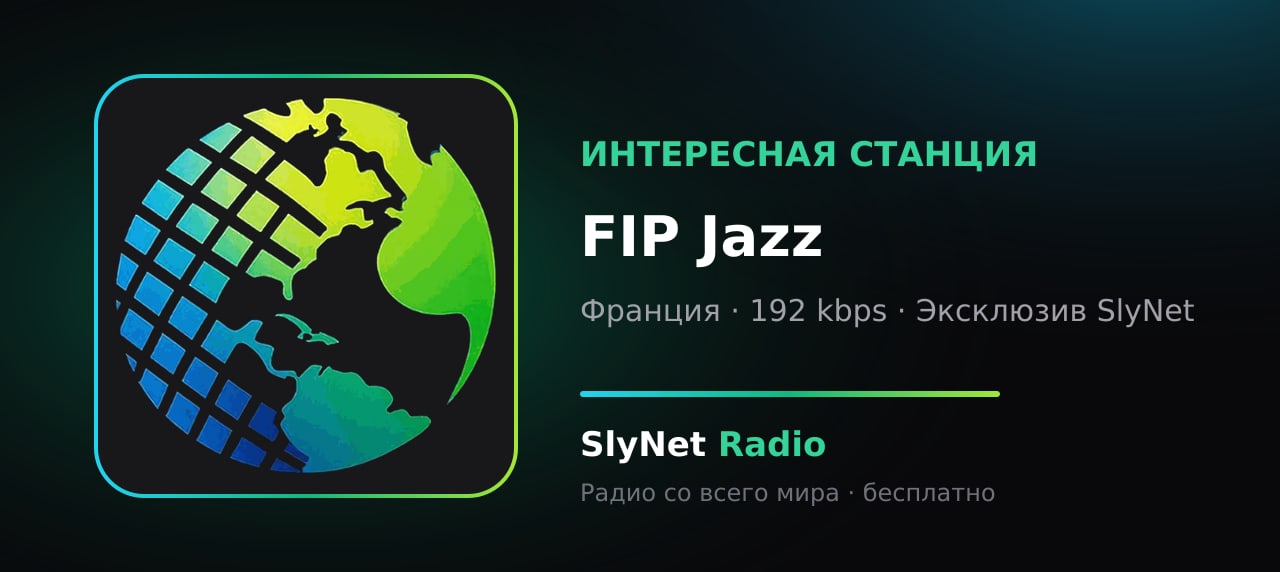 ИНТЕРЕСНАЯ СТАНЦИЯ
FIP Jazz
Франция · 192 kbps · Эксклюзив SlyNet
SlyNet Radio
Радио со всего мира · бесплатно